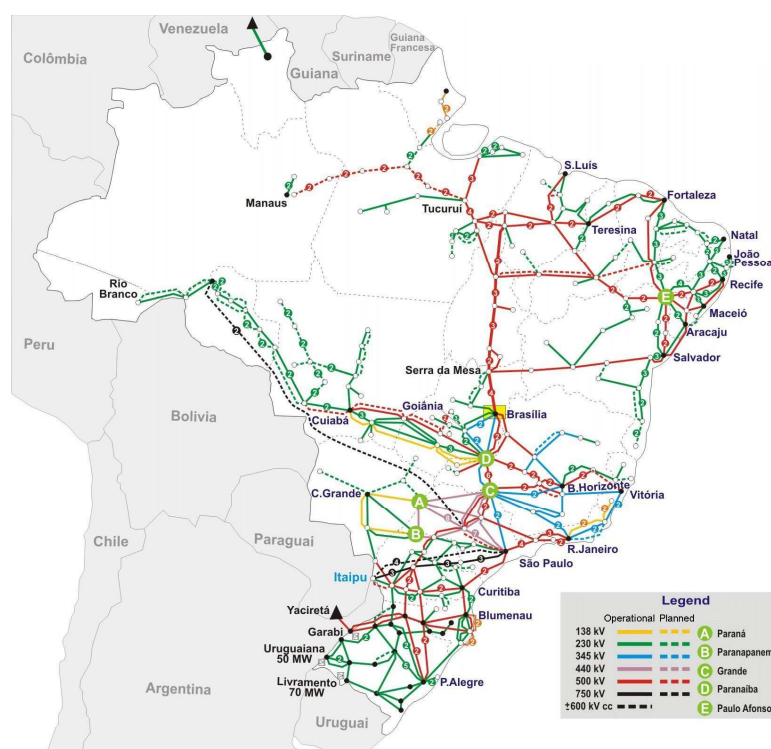 Venezuela
Colômbia
Guiana
Suriname
Guiana
Francesa
Manaus
Tucuruí
S.Luís
Fortaleza
Teresina
Natal
João
Pessoa
Recife
Maceió
Aracaju
Salvador
E
Rio
Branco
Peru
Bolivia
Serra da Mesa
Goiânia
Brasília
Cuiabá
D
C.Grande
A
C
B
B.Horizonte
Vitória
R.Janeiro
São Paulo
Chile
Paraguai
Itaipu
Curitiba
Yaciretá
Blumenau
Garabi
Uruguaiana
50 MW
Livramento
70 MW
P.Alegre
Argentina
Uruguai
Legend
Operational Planned
138 kV A Paraná
230 kV B Paranapanem
345 kV
440 kV C Grande
500 kV D Paranaíba
750 kV
±600 kV cc E Paulo Afonso